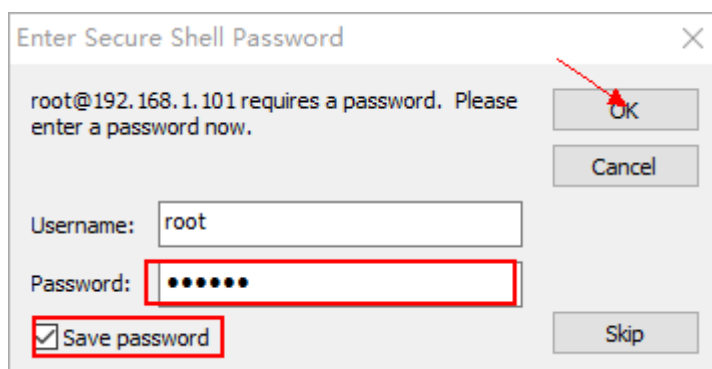 Enter Secure Shell Password
root@192.168.1.101 requires a password. Please
enter a password now.
OK
Cancel
Username: root
Password: ●●●●●●
Save password
Skip